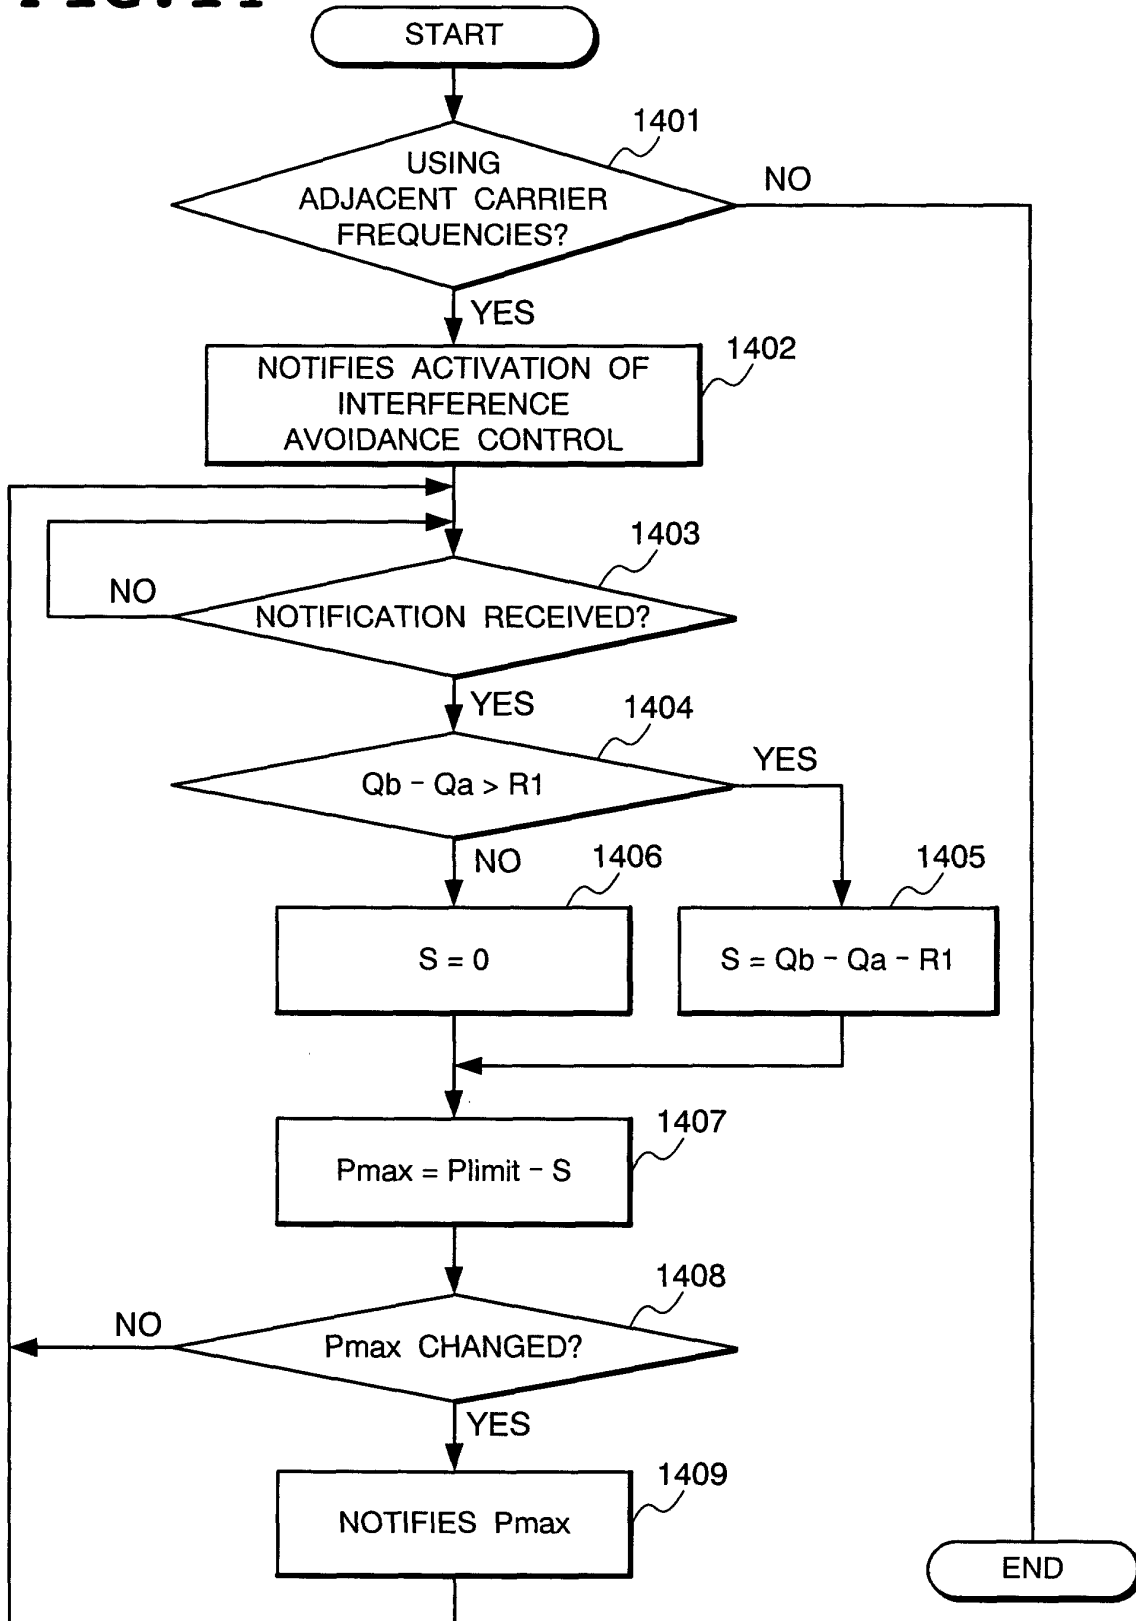 START
1401
USING
ADJACENT CARRIER
FREQUENCIES?
NO
YES
1402
NOTIFIES ACTIVATION OF
INTERFERENCE
AVOIDANCE CONTROL
1403
NO
NOTIFICATION RECEIVED?
YES
1404
Qb - Qa > R1
YES
NO
1406
1405
S = 0
S = Qb - Qa - R1
1407
Pmax = Plimit - S
1408
NO
Pmax CHANGED?
YES
1409
NOTIFIES Pmax
END